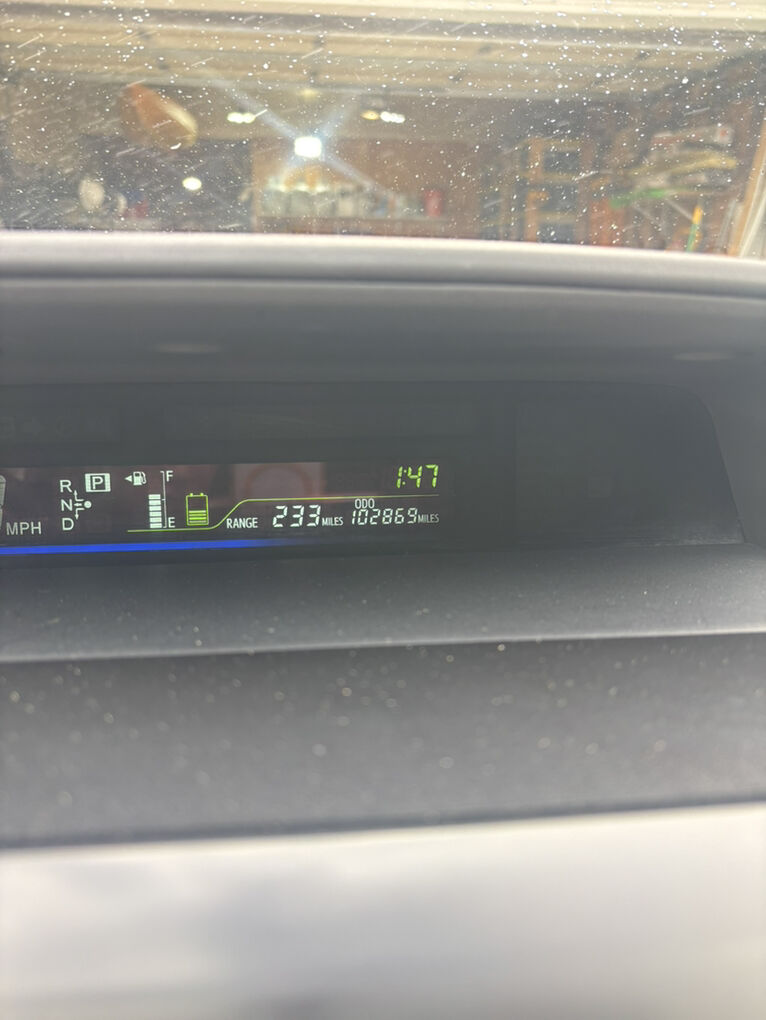 1:47
R P F
N
D E
MPH
RANGE 233 MILES ODO 102869 MILES